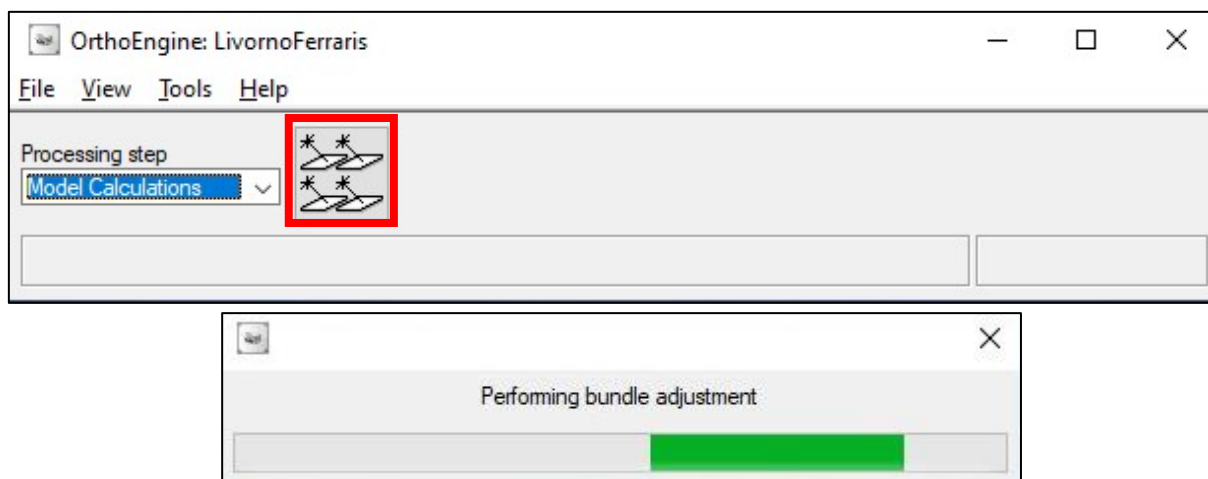 OrthoEngine: LivornoFerraris
File View Tools Help
Processing step
Model Calculations
Performing bundle adjustment